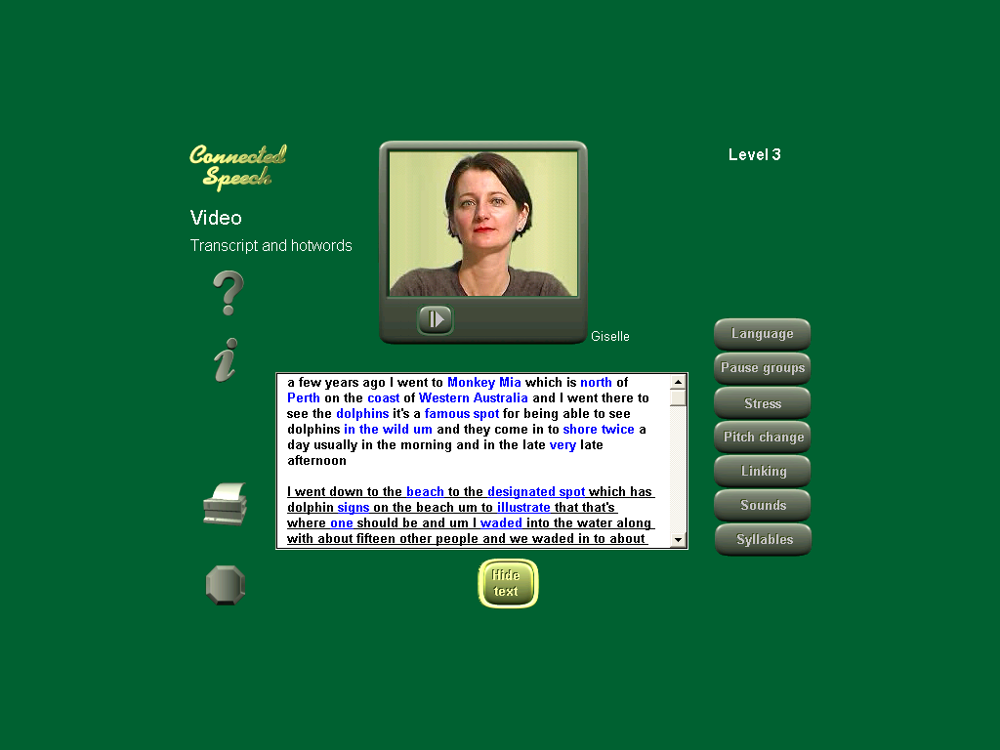 Connected
Speech
Level 3
Video
Transcript and hotwords
Giselle
Language
Pause groups
Stress
Pitch change
Linking
Sounds
Syllables
a few years ago I went to Monkey Mia which is north of
Perth on the coast of Western Australia and I went there to
see the dolphins it's a famous spot for being able to see
dolphins in the wild um and they come in to shore twice a
day usually in the morning and in the late very late
afternoon
I went down to the beach to the designated spot which has
dolphin signs on the beach um to illustrate that that's
where one should be and um I waded into the water along
with about fifteen other people and we waded in to about
Hide
text